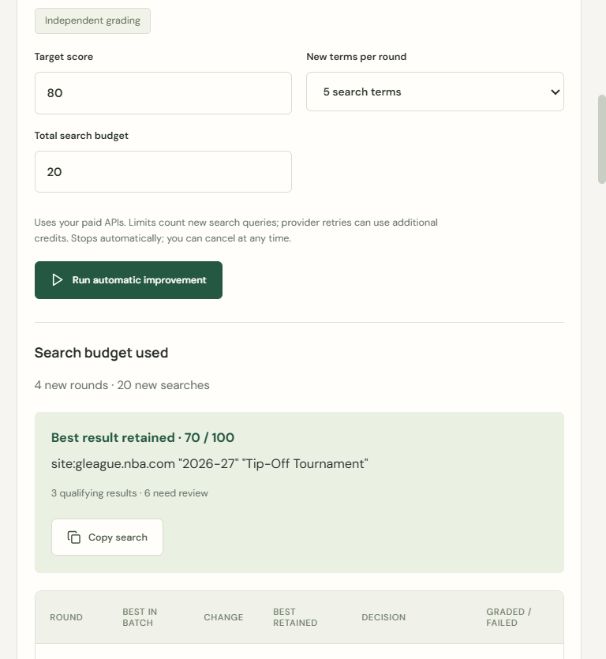 Independent grading
Target score
New terms per round
80
5 search terms
Total search budget
20
Uses your paid APIs. Limits count new search queries; provider retries can use additional
credits. Stops automatically; you can cancel at any time.
Run automatic improvement
Search budget used
4 new rounds · 20 new searches
Best result retained · 70 / 100
site:gleague.nba.com "2026-27" "Tip-Off Tournament"
3 qualifying results · 6 need review
Copy search
ROUND
BEST IN
BATCH
CHANGE
BEST
RETAINED
DECISION
GRADED /
FAILED